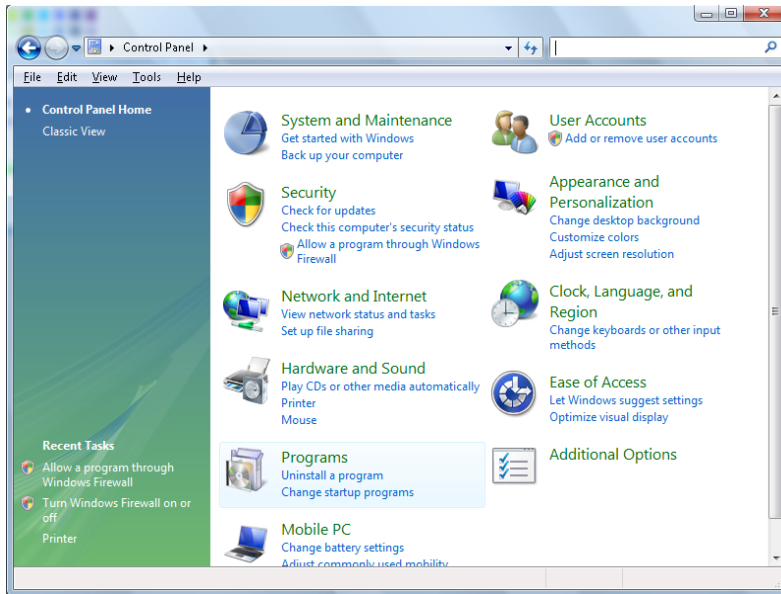 Control Panel
File Edit View Tools Help
Control Panel Home
Classic View
Recent Tasks
Allow a program through
Windows Firewall
Turn Windows Firewall on or
off
Printer
System and Maintenance
Get started with Windows
Back up your computer
Security
Check for updates
Check this computer's security status
Allow a program through Windows
Firewall
Network and Internet
View network status and tasks
Set up file sharing
Hardware and Sound
Play CDs or other media automatically
Printer
Mouse
Programs
Uninstall a program
Change startup programs
Mobile PC
Change battery settings
Adjust commonly used mobility
User Accounts
Add or remove user accounts
Appearance and
Personalization
Change desktop background
Customize colors
Adjust screen resolution
Clock, Language, and
Region
Change keyboards or other input
methods
Ease of Access
Let Windows suggest settings
Optimize visual display
Additional Options